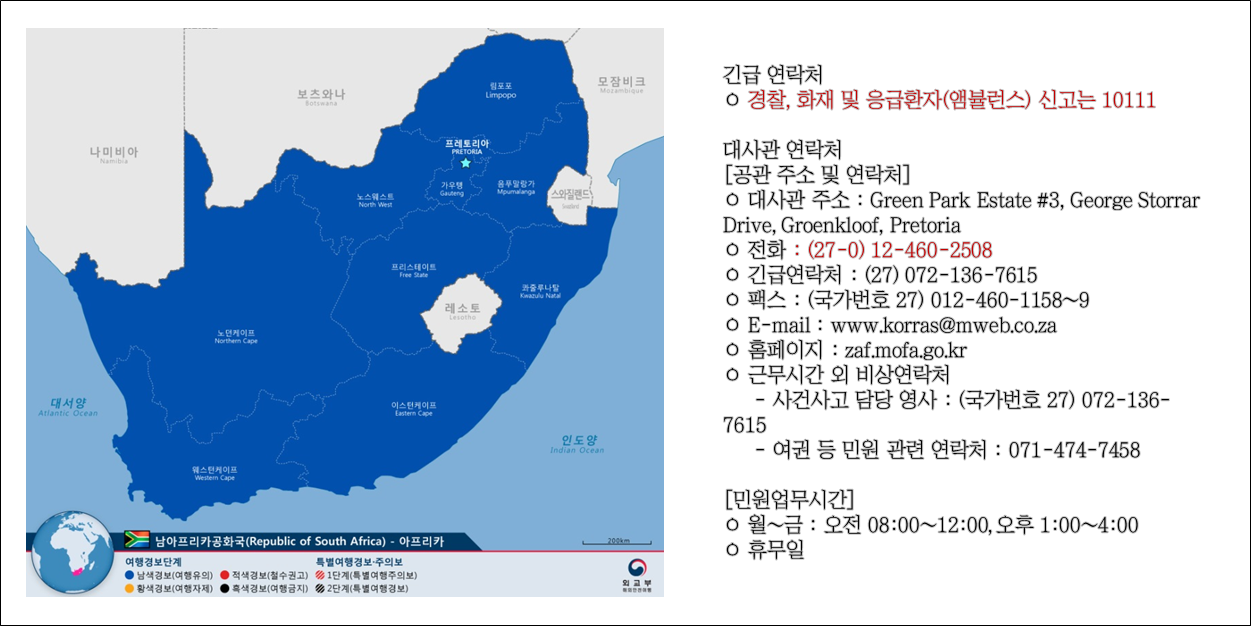 보츠와나
Botswana
모잠비크
Mozambique
나미비아
Namibia
림포포
Limpopo
프레토리아
PRETORIA
가우텡
Gauteng
음푸말랑가
Mpumalanga
스와질랜드
Swaziland
노스웨스트
North West
프리스테이트
Free State
콰줄루나탈
Kwazulu Natal
레소토
Lesotho
노던케이프
Northern Cape
대서양
Atlantic Ocean
이스턴케이프
Eastern Cape
인도양
Indian Ocean
웨스턴케이프
Western Cape
남아프리카공화국(Republic of South Africa) - 아프리카
200km
여행경보단계
특별여행경보·주의보
남색경보(여행유의) 적색경보(철수권고) 1단계(특별여행주의보)
황색경보(여행자제) 흑색경보(여행금지) 2단계(특별여행경보)
외교부
해외안전여행
긴급 연락처
ㅇ 경찰, 화재 및 응급환자(앰뷸런스) 신고는 10111
대사관 연락처
[공관 주소 및 연락처]
ㅇ 대사관 주소 : Green Park Estate #3, George Storrar
Drive, Groenkloof, Pretoria
ㅇ 전화 : (27-0) 12-460-2508
ㅇ 긴급연락처 : (27) 072-136-7615
ㅇ 팩스 : (국가번호 27) 012-460-1158~9
ㅇ E-mail : www.korras@mweb.co.za
ㅇ 홈페이지 : zaf.mofa.go.kr
ㅇ 근무시간 외 비상연락처
- 사건사고 담당 영사 : (국가번호 27) 072-136-
7615
- 여권 등 민원 관련 연락처 : 071-474-7458
[민원업무시간]
ㅇ 월~금 : 오전 08:00~12:00, 오후 1:00~4:00
ㅇ 휴무일